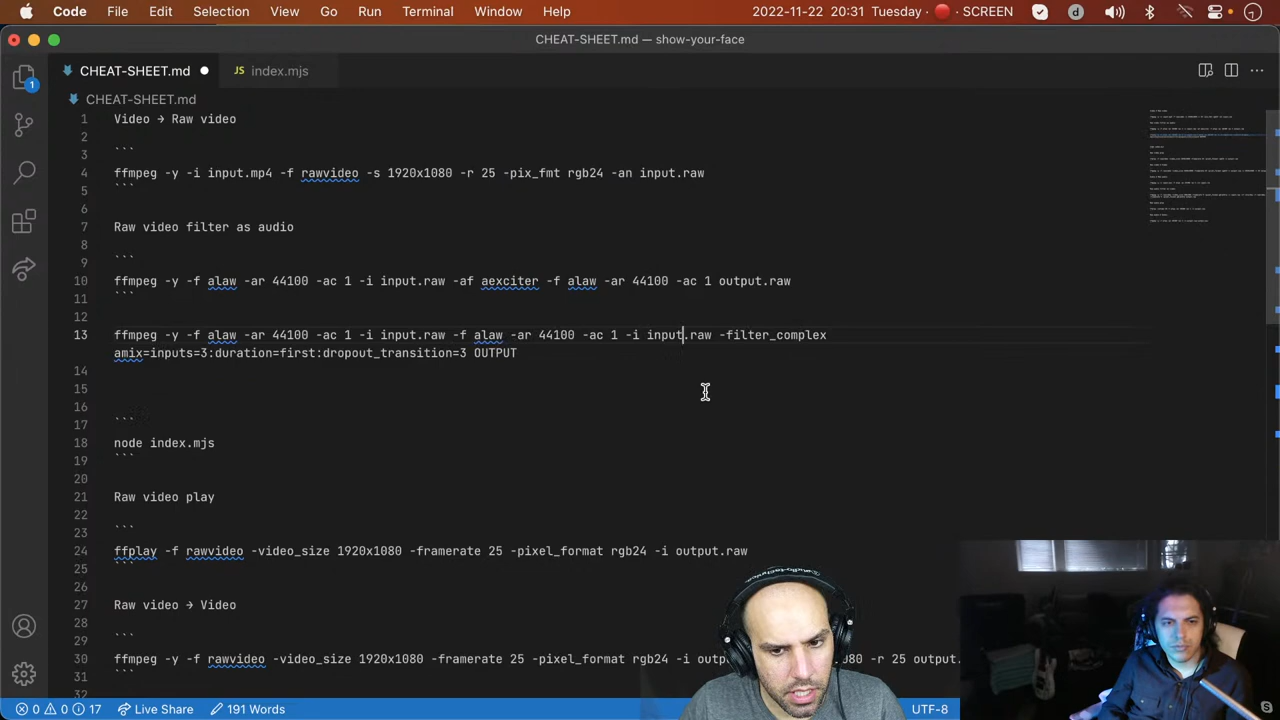 Code File Edit Selection View Go Run Terminal Window Help 2022-11-22 20:31 Tuesday SCREEN d
CHEAT-SHEET.md — show-your-face
CHEAT-SHEET.md JS index.mjs
1
CHEAT-SHEET.md
1 Video → Raw video
2
3 ```
4 ffmpeg -y -i input.mp4 -f rawvideo -s 1920x1080 -r 25 -pix_fmt rgb24 -an input.raw
5 ```
6
7 Raw video filter as audio
8
9 ```
10 ffmpeg -y -f alaw -ar 44100 -ac 1 -i input.raw -af aexciter -f alaw -ar 44100 -ac 1 output.raw
11 ```
12
13 ffmpeg -y -f alaw -ar 44100 -ac 1 -i input.raw -f alaw -ar 44100 -ac 1 -i input.raw -filter_complex
amix=inputs=3:duration=first:dropout_transition=3 OUTPUT
14
15
16
17 ```
18 node index.mjs
19 ```
20
21 Raw video play
22
23 ```
24 ffplay -f rawvideo -video_size 1920x1080 -framerate 25 -pixel_format rgb24 -i output.raw
25 ```
26
27 Raw video → Video
28
29 ```
30 ffmpeg -y -f rawvideo -video_size 1920x1080 -framerate 25 -pixel_format rgb24 -i -r 25 output.
31 ```
32
0 0 17 Live Share 191 Words UTF-8